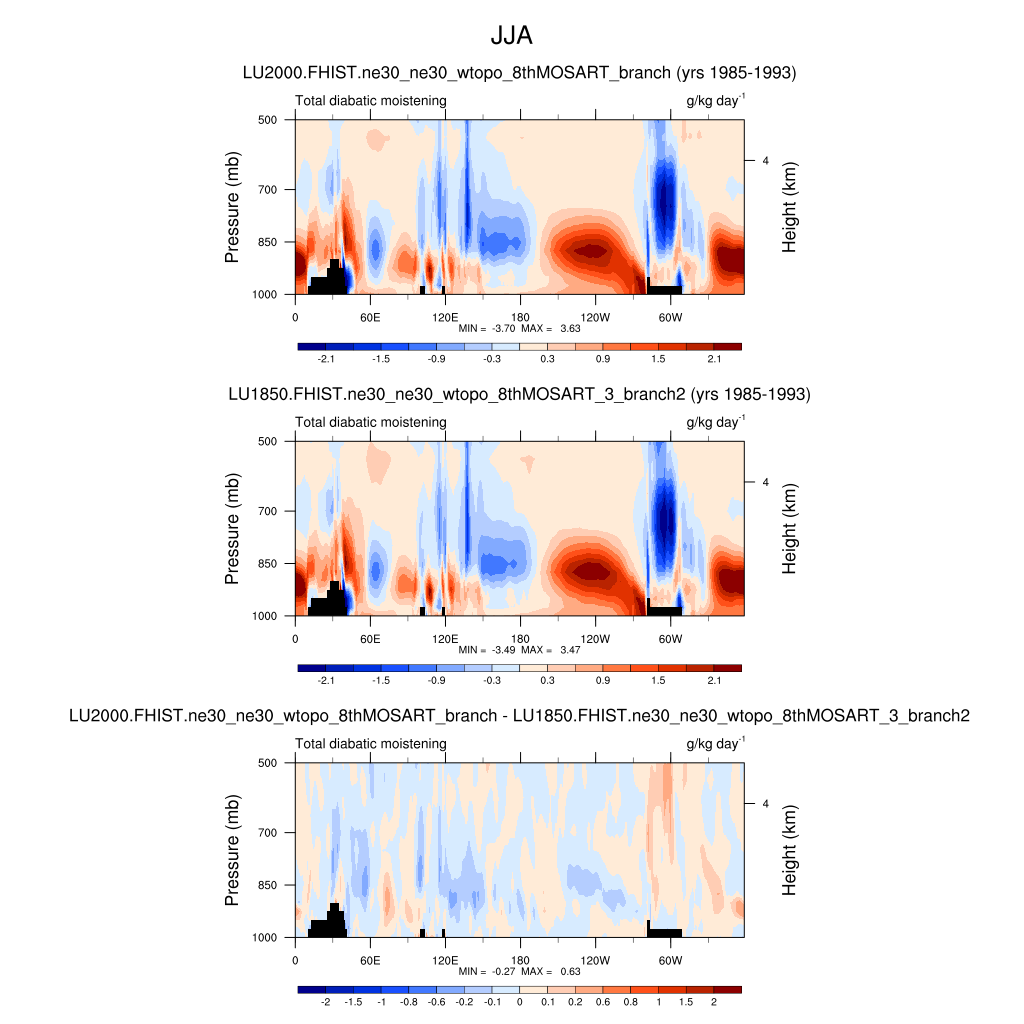 JJA
LU2000.FHIST.ne30_ne30_wtopo_8thMOSART_branch (yrs 1985-1993)
Total diabatic moistening g/kg day-1
500
700
850
1000
Pressure (mb)
4
Height (km)
0 60E 120E 180 120W 60W
MIN = -3.70 MAX = 3.63
-2.1 -1.5 -0.9 -0.3 0.3 0.9 1.5 2.1
LU1850.FHIST.ne30_ne30_wtopo_8thMOSART_3_branch2 (yrs 1985-1993)
Total diabatic moistening g/kg day-1
500
700
850
1000
Pressure (mb)
4
Height (km)
0 60E 120E 180 120W 60W
MIN = -3.49 MAX = 3.47
-2.1 -1.5 -0.9 -0.3 0.3 0.9 1.5 2.1
LU2000.FHIST.ne30_ne30_wtopo_8thMOSART_branch - LU1850.FHIST.ne30_ne30_wtopo_8thMOSART_3_branch2
Total diabatic moistening g/kg day-1
500
700
850
1000
Pressure (mb)
4
Height (km)
0 60E 120E 180 120W 60W
MIN = -0.27 MAX = 0.63
-2 -1.5 -1 -0.8 -0.6 -0.2 -0.1 0 0.1 0.2 0.6 0.8 1 1.5 2